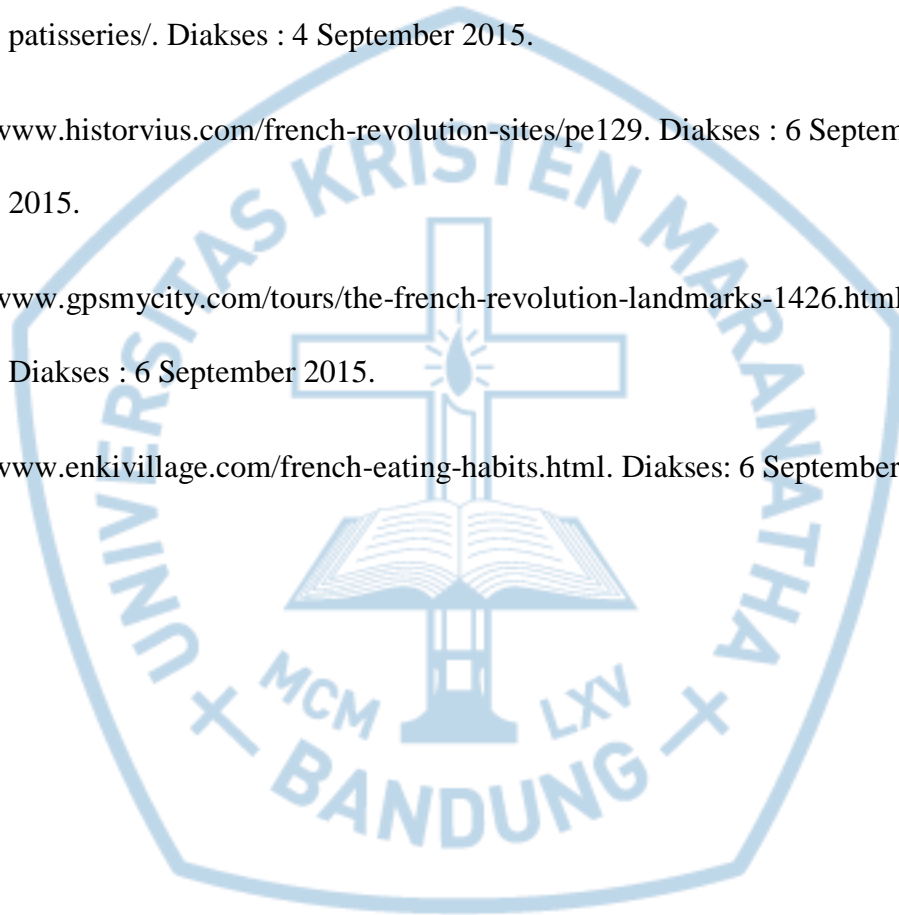 patisseries/. Diakses : 4 September 2015.
www.historvius.com/french-revolution-sites/pe129. Diakses : 6 Septem
2015.
www.gpsmycity.com/tours/the-french-revolution-landmarks-1426.html
Diakses : 6 September 2015.
www.enkivillage.com/french-eating-habits.html. Diakses: 6 September
UNIVERSITAS KRISTEN MARANATHA
MCM LXV
BANDUNG